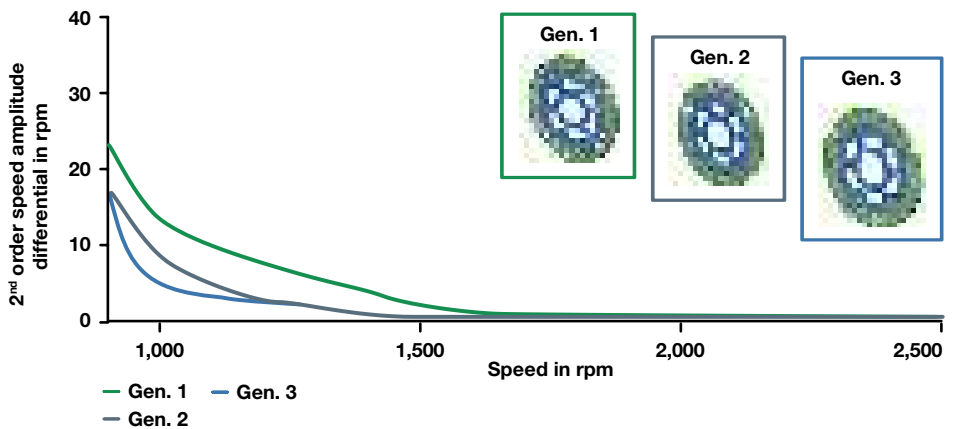 2nd order speed amplitude
differential in rpm
40
30
20
10
0
Gen. 1
Gen. 2
Gen. 3
1,000
1,500
2,000
2,500
Speed in rpm
Gen. 1
Gen. 3
Gen. 2